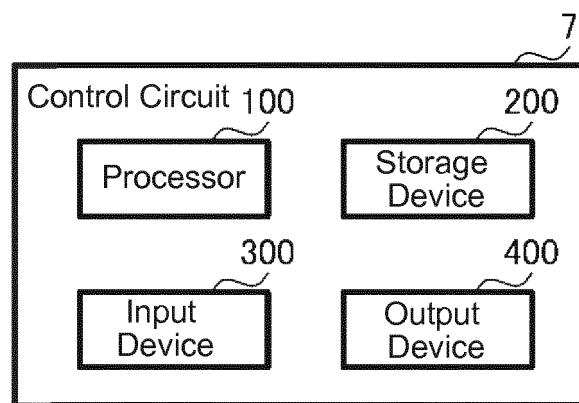 7
Control Circuit
100
200
Processor
Storage
Device
300
400
Input
Device
Output
Device